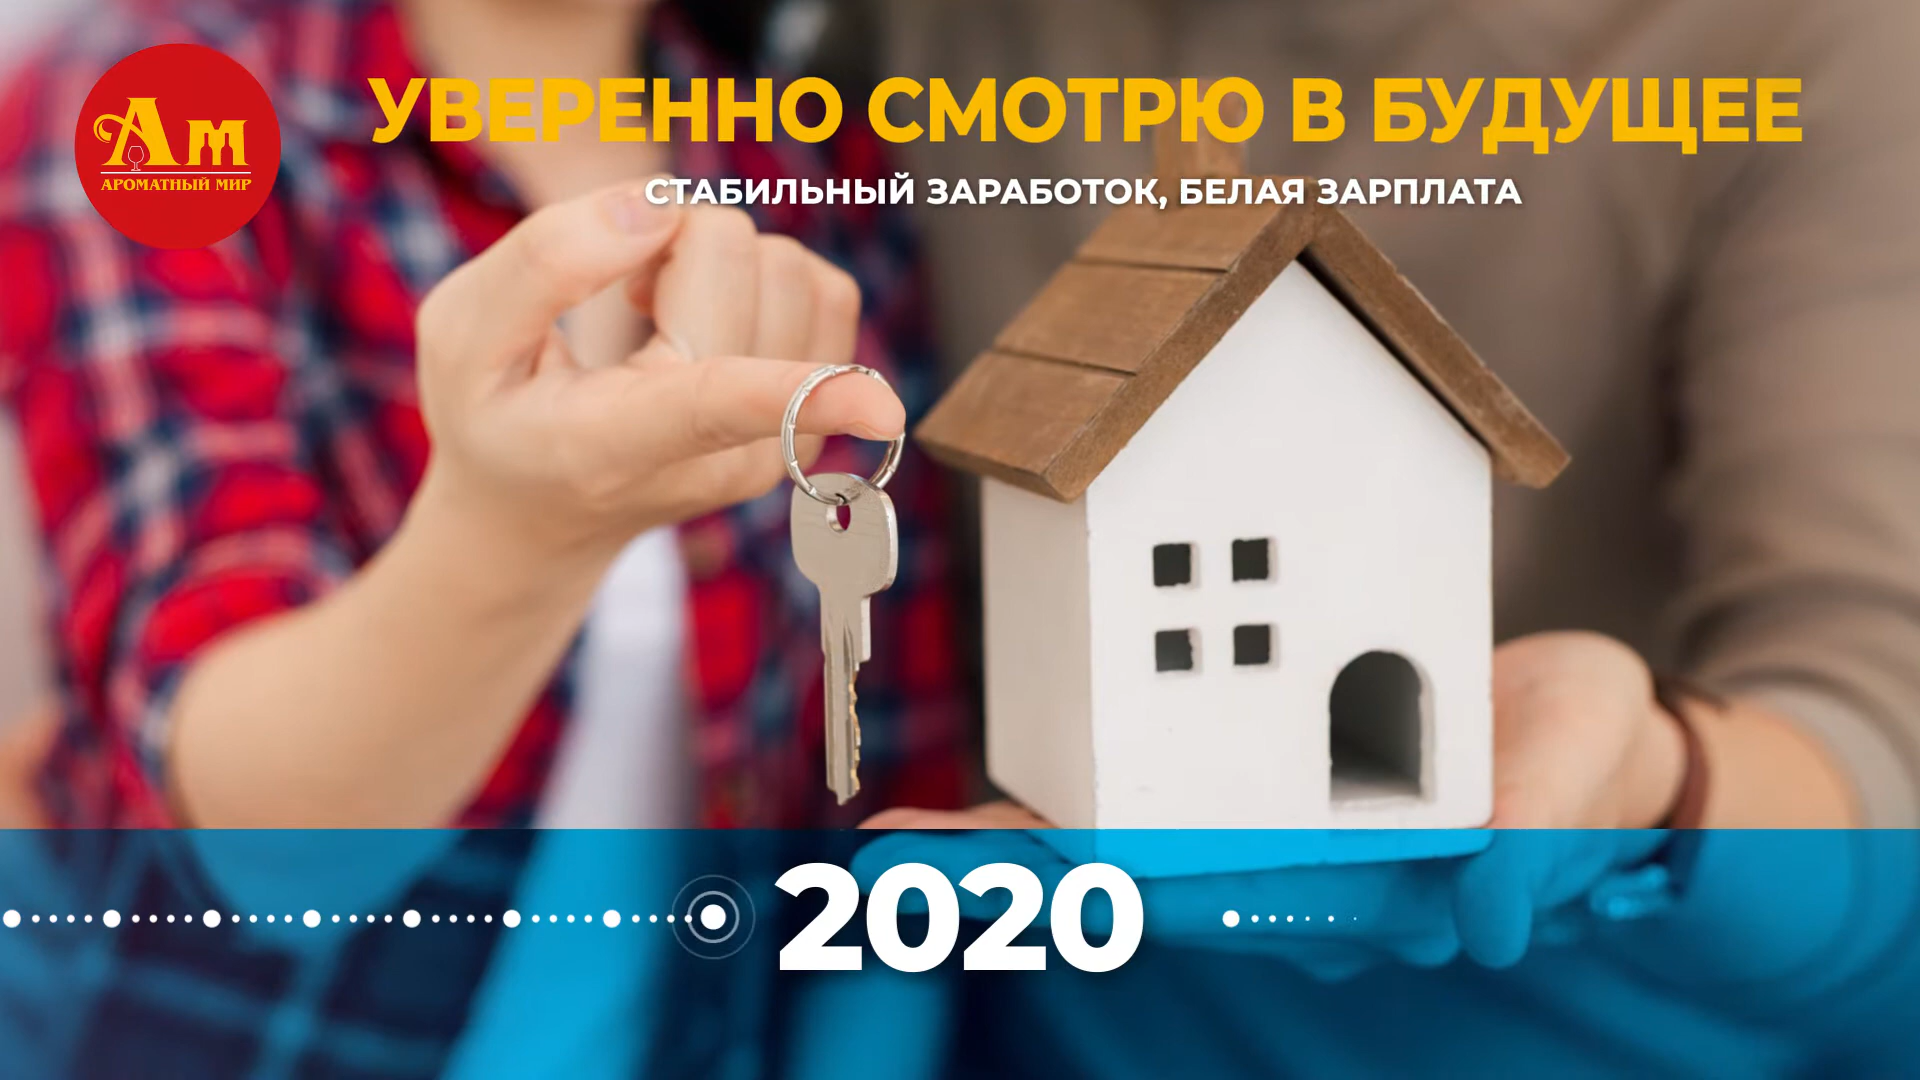 Ам
АРОМАТНЫЙ МИР
УВЕРЕННО СМОТРЮ В БУДУЩЕЕ
СТАБИЛЬНЫЙ ЗАРАБОТОК, БЕЛАЯ ЗАРПЛАТА
2020